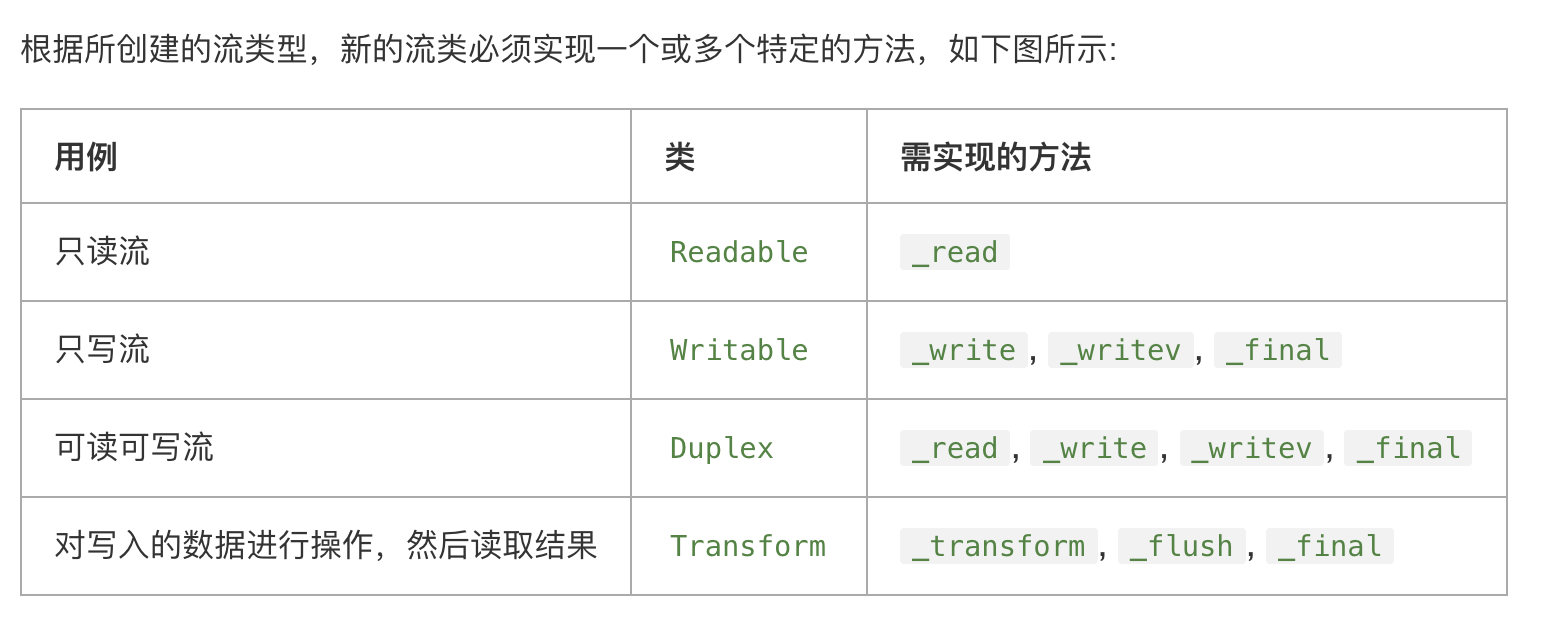 根据所创建的流类型，新的流类必须实现一个或多个特定的方法，如下图所示:
用例 类 需实现的方法
只读流 Readable _read
只写流 Writable _write, _writev, _final
可读可写流 Duplex _read, _write, _writev, _final
对写入的数据进行操作，然后读取结果 Transform _transform, _flush, _final